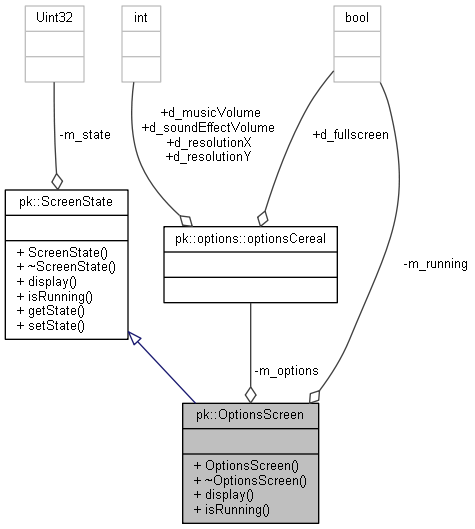 Uint32
int
bool
+d_musicVolume
+d_soundEffectVolume
+d_resolutionX
+d_resolutionY
-m_state
+d_fullscreen
pk::ScreenState
+ ScreenState()
+ ~ScreenState()
+ display()
+ isRunning()
+ getState()
+ setState()
pk::options::optionsCereal
-m_running
-m_options
pk::OptionsScreen
+ OptionsScreen()
+ ~OptionsScreen()
+ display()
+ isRunning()